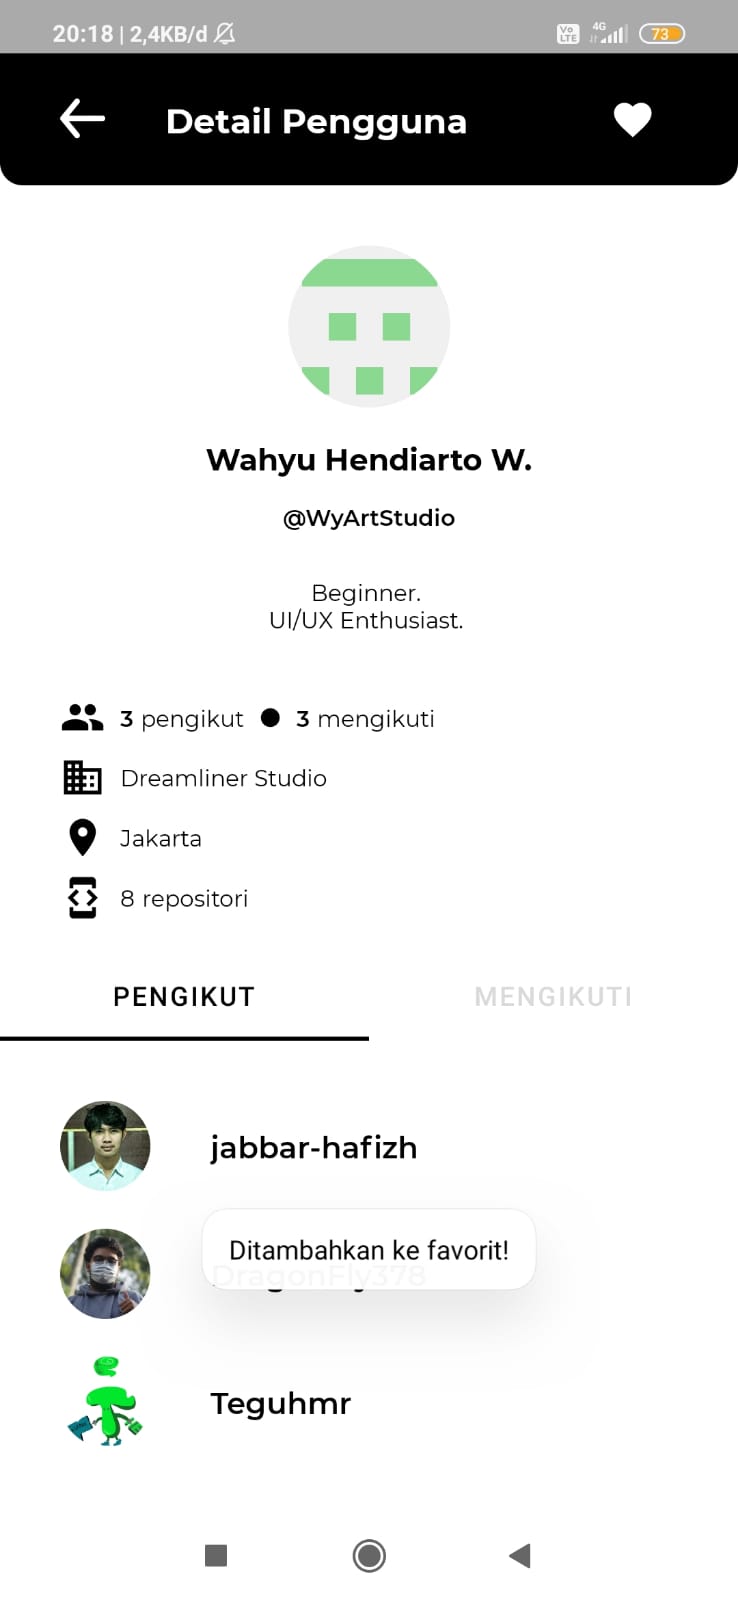 20:18 | 2,4KB/d
Vo LTE 4G 73
Detail Pengguna
Wahyu Hendiarto W.
@WyArtStudio
Beginner.
UI/UX Enthusiast.
3 pengikut ● 3 mengikuti
Dreamliner Studio
Jakarta
8 repositori
PENGIKUT MENGIKUTI
jabbar-hafizh
Ditambahkan ke favorit!
DragonFly378
Teguhmr